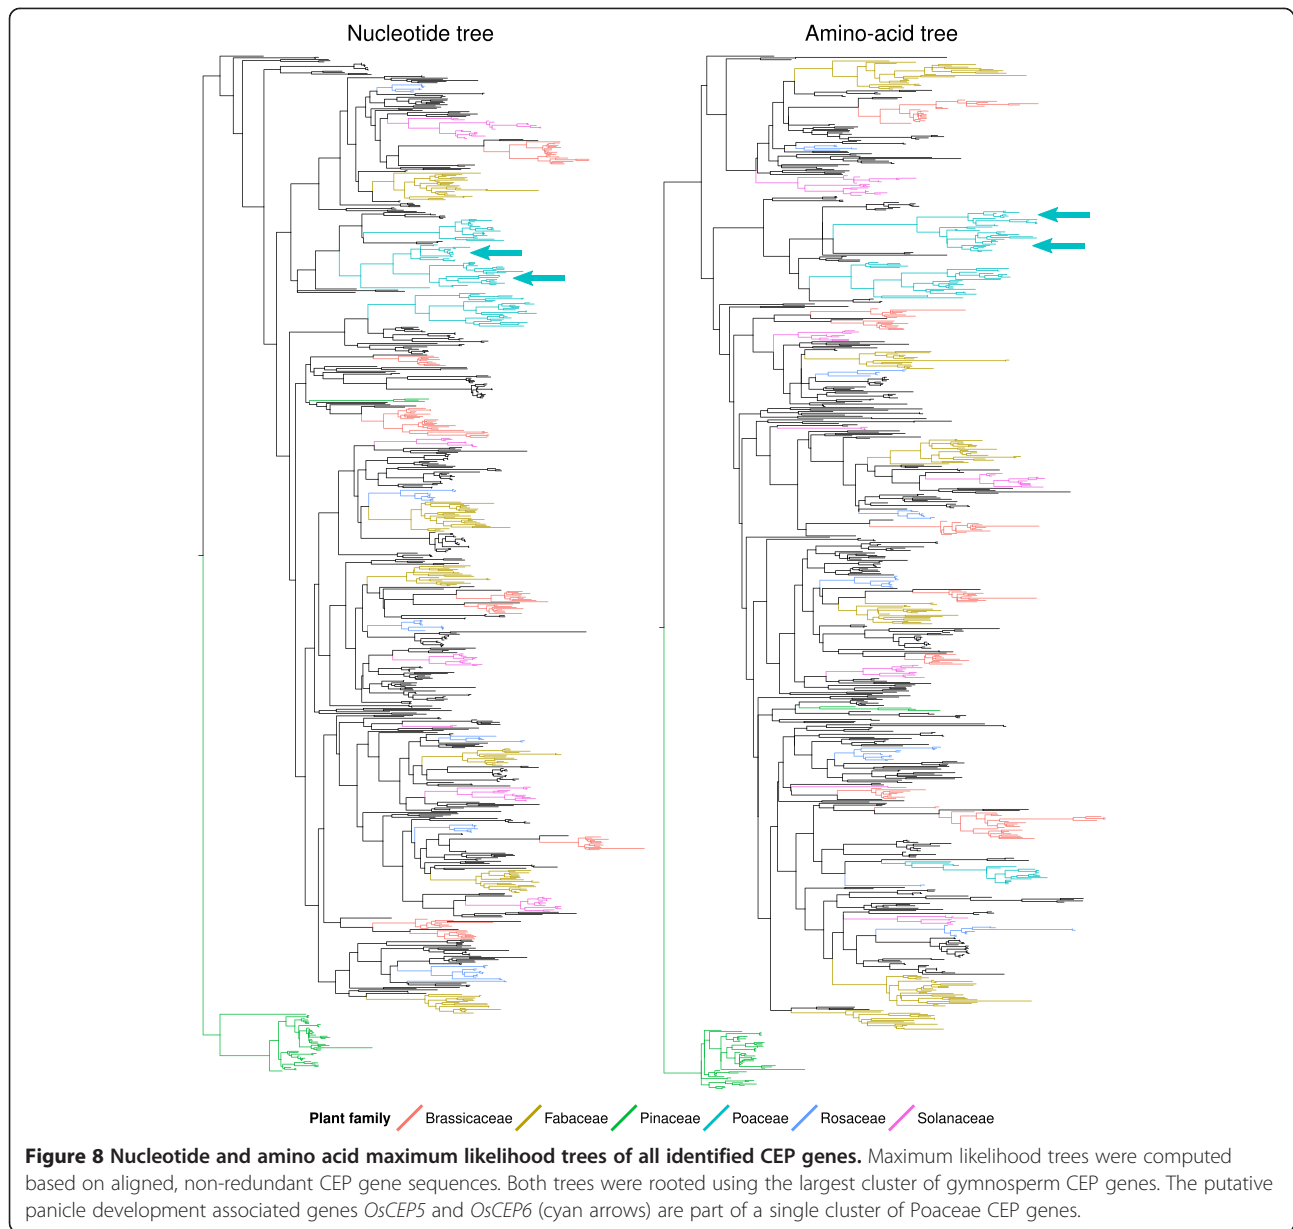 Nucleotide tree
Amino-acid tree
Plant family Brassicaceae Fabaceae Pinaceae Poaceae Rosaceae Solanaceae
Figure 8 Nucleotide and amino acid maximum likelihood trees of all identified CEP genes. Maximum likelihood trees were computed
based on aligned, non-redundant CEP gene sequences. Both trees were rooted using the largest cluster of gymnosperm CEP genes. The putative
panicle development associated genes OsCEP5 and OsCEP6 (cyan arrows) are part of a single cluster of Poaceae CEP genes.